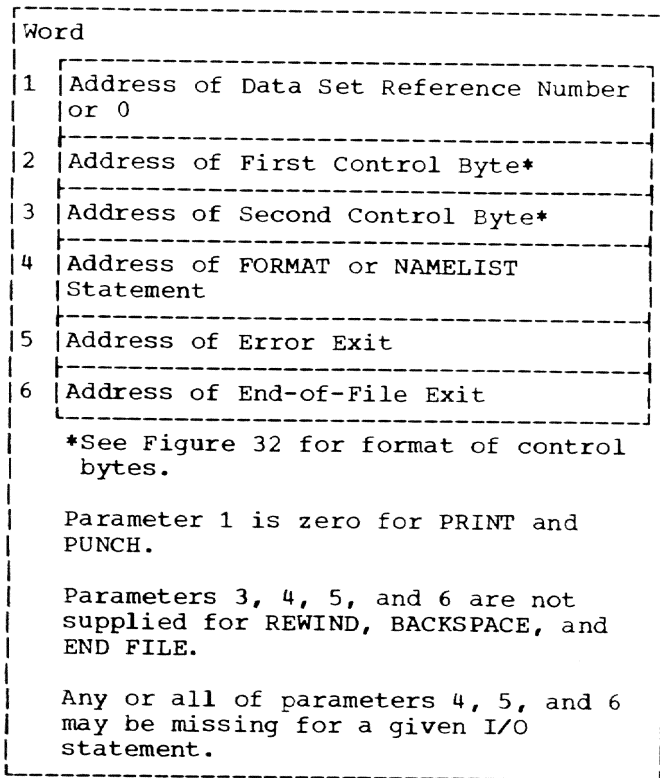 Word
1 Address of Data Set Reference Number
or 0
2 Address of First Control Byte*
3 Address of Second Control Byte*
4 Address of FORMAT or NAMELIST
Statement
5 Address of Error Exit
6 Address of End-of-File Exit
*See Figure 32 for format of control
bytes.
Parameter 1 is zero for PRINT and
PUNCH.
Parameters 3, 4, 5, and 6 are not
supplied for REWIND, BACKSPACE, and
END FILE.
Any or all of parameters 4, 5, and 6
may be missing for a given I/O
statement.